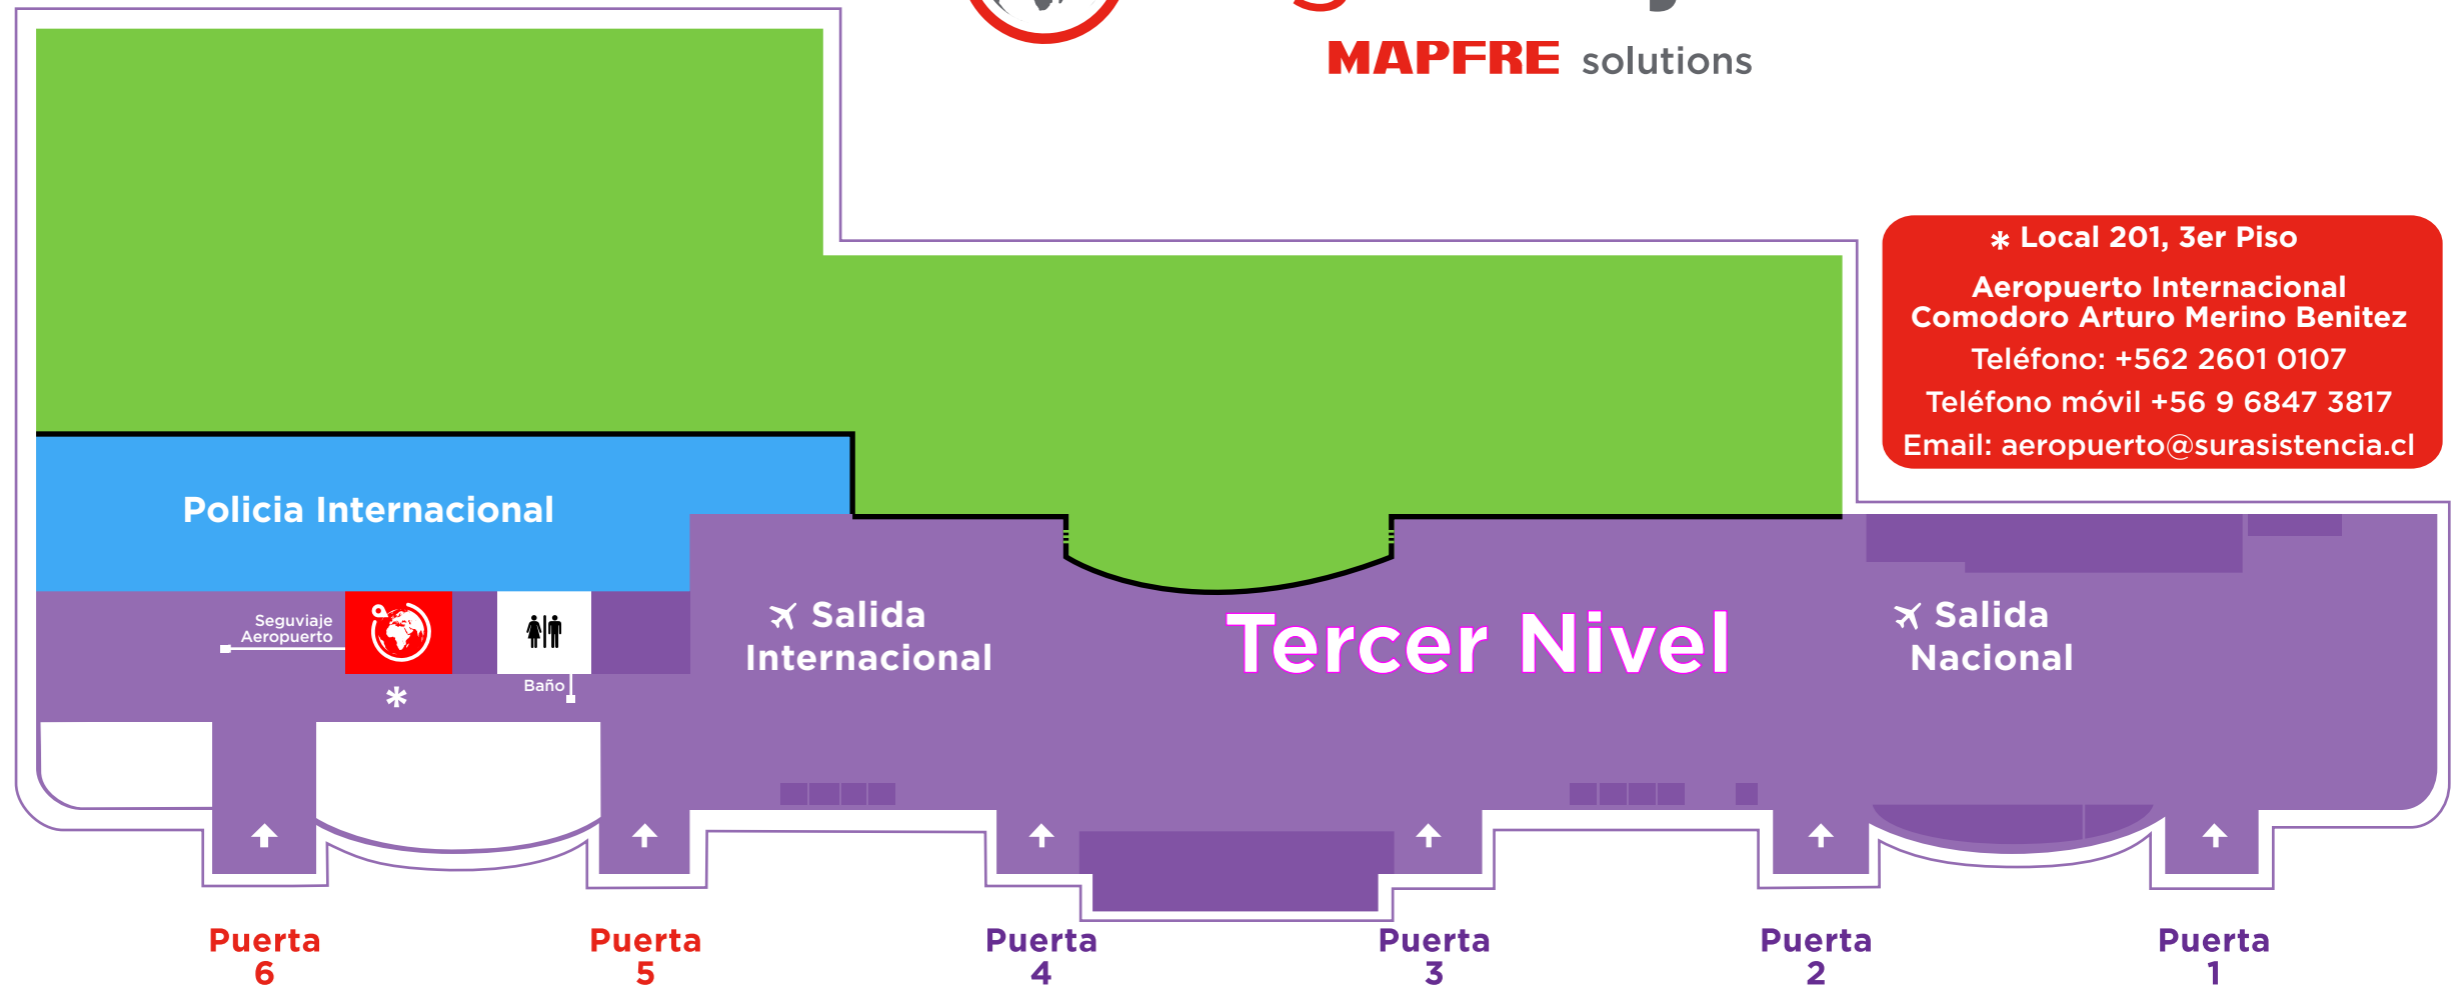 MAPFRE solutions
* Local 201, 3er Piso
Aeropuerto Internacional
Comodoro Arturo Merino Benitez
Teléfono: +562 2601 0107
Teléfono móvil +56 9 6847 3817
Email: aeropuerto@surasistencia.cl
Policia Internacional
Seguviaje
Aeropuerto
*
Baño
Salida
Internacional
Tercer Nivel
Salida
Nacional
Puerta
6
Puerta
5
Puerta
4
Puerta
3
Puerta
2
Puerta
1